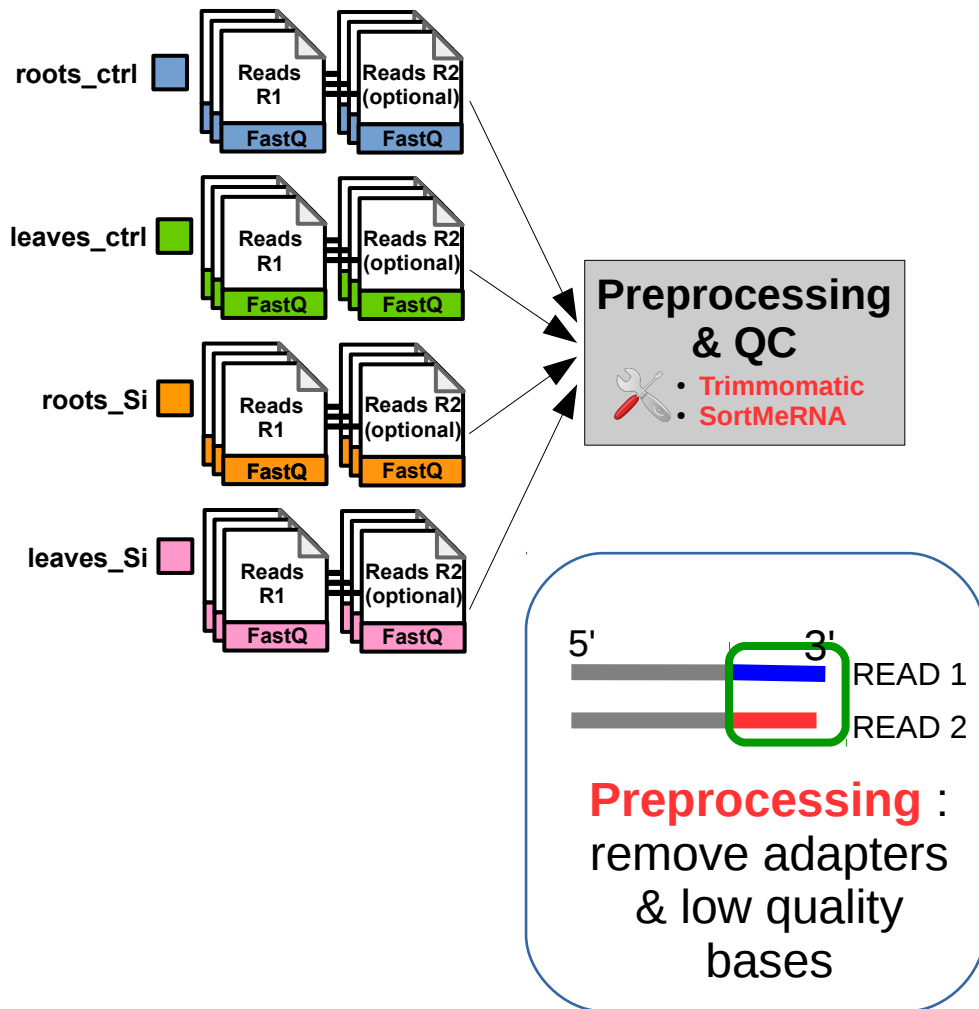 roots_ctrl
Reads
R1
FastQ
Reads R2
(optional)
FastQ
leaves_ctrl
Reads
R1
FastQ
Reads R2
(optional)
FastQ
roots_Si
Reads
R1
FastQ
Reads R2
(optional)
FastQ
leaves_Si
Reads
R1
FastQ
Reads R2
(optional)
FastQ
Preprocessing
& QC
• Trimmomatic
• SortMeRNA
5' 3'
READ 1
READ 2
Preprocessing :
remove adapters
& low quality
bases